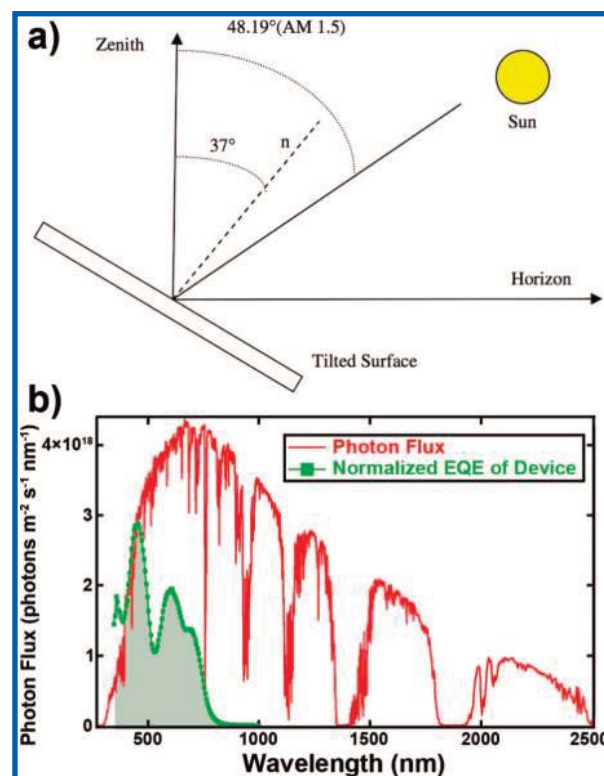 a)
48.19°(AM 1.5)
Zenith
Sun
37°
n
Horizon
Tilted Surface
b)
Photon Flux (photons m⁻² s⁻¹ nm⁻¹)
4×10¹⁸
3
2
1
0
Photon Flux
Normalized EQE of Device
500 1000 1500 2000 2500
Wavelength (nm)